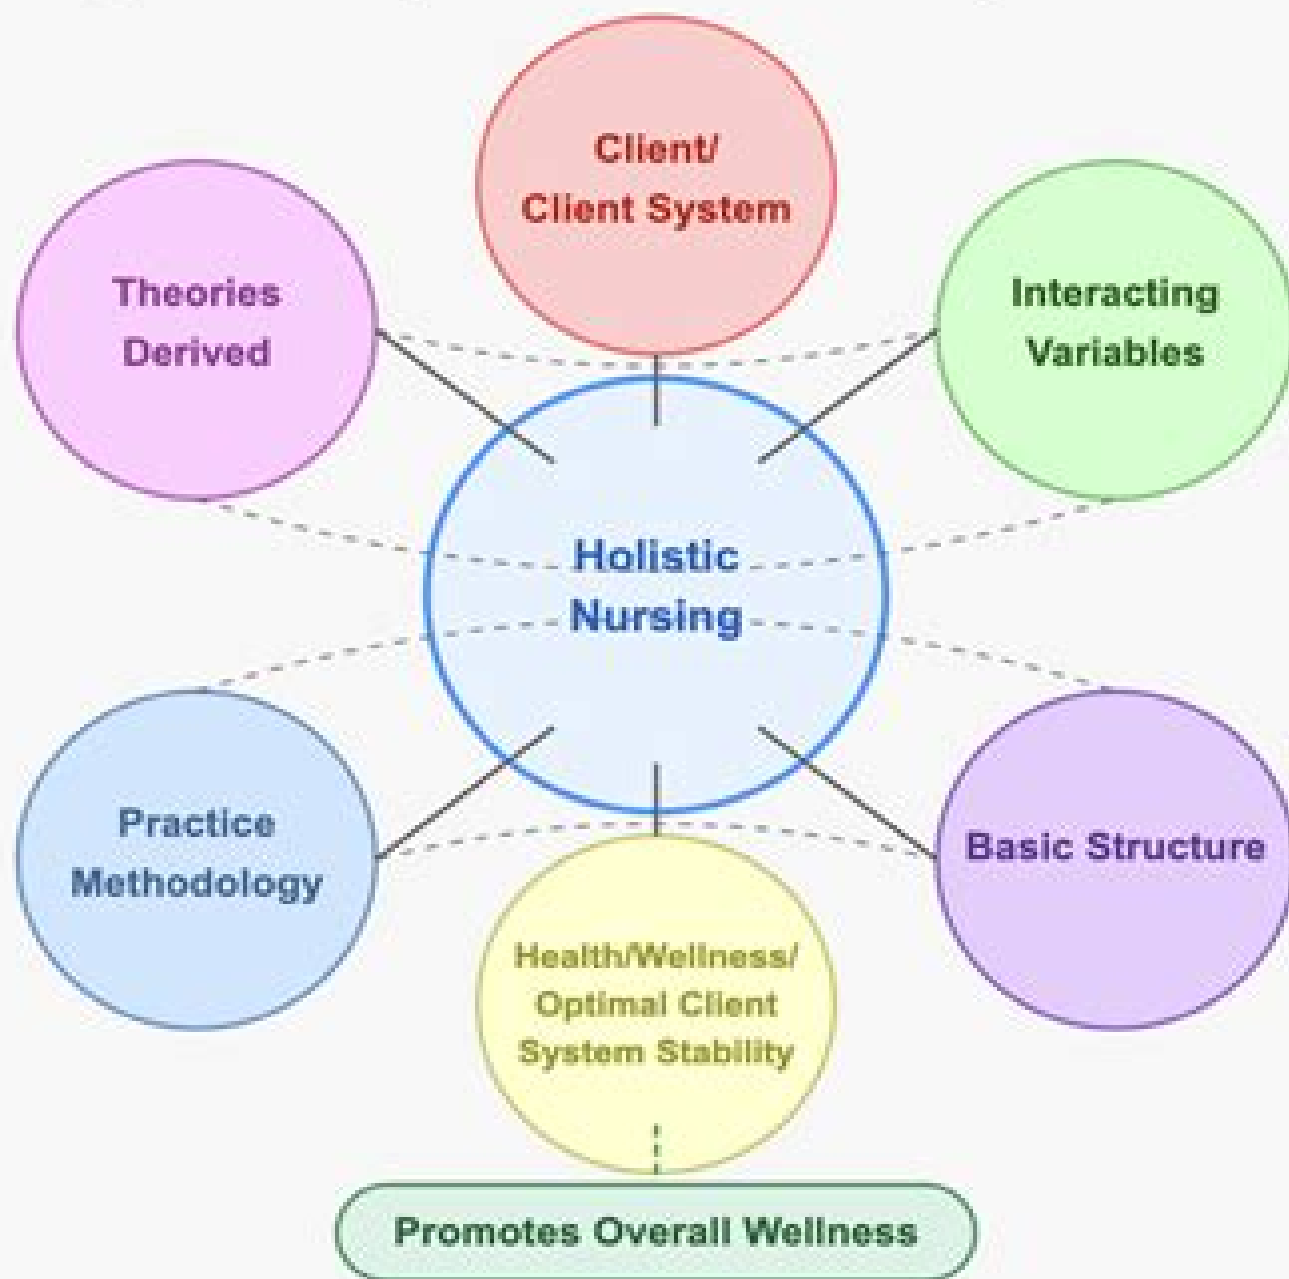 Client/
Client System
Theories
Derived
Interacting
Variables
Holistic
Nursing
Practice
Methodology
Basic Structure
Health/Wellness/
Optimal Client
System Stability
Promotes Overall Wellness